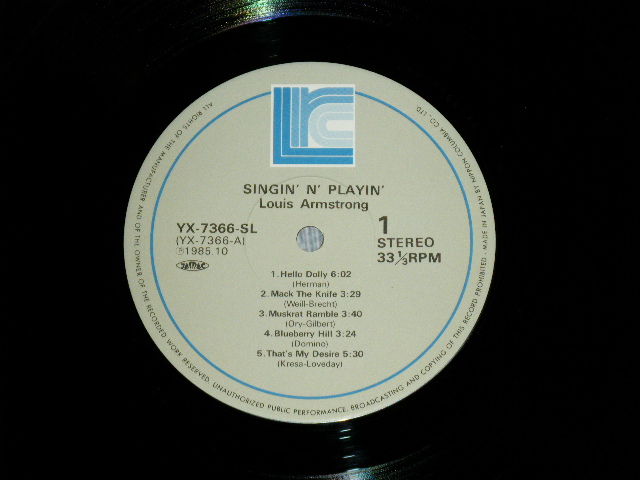 LRC
SINGIN' N' PLAYIN'
Louis Armstrong
YX-7366-SL
(YX-7366-A)
℗1985.10
1
STEREO
33⅓RPM
1.Hello Dolly 6:02
(Herman)
2.Mack The Knife 3:29
(Weill-Brecht)
3.Muskrat Ramble 3:40
(Ory-Gilbert)
4.Blueberry Hill 3:24
(Domino)
5.That's My Desire 5:30
(Kresa-Loveday)
ALL RIGHTS OF THE MANUFACTURER AND OF THE OWNER OF THE RECORDED WORK RESERVED. UNAUTHORIZED PUBLIC PERFORMANCE, BROADCASTING AND COPYING OF THIS RECORD PROHIBITED · MADE IN JAPAN BY NIPPON COLUMBIA CO., LTD.